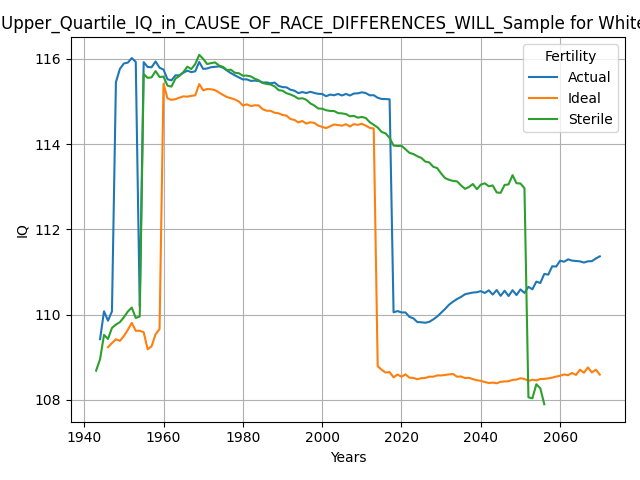 Upper_Quartile_IQ_in_CAUSE_OF_RACE_DIFFERENCES_WILL_Sample for White
116
114
112
110
108
IQ
1940
1960
1980
2000
2020
2040
2060
Years
Fertility
Actual
Ideal
Sterile